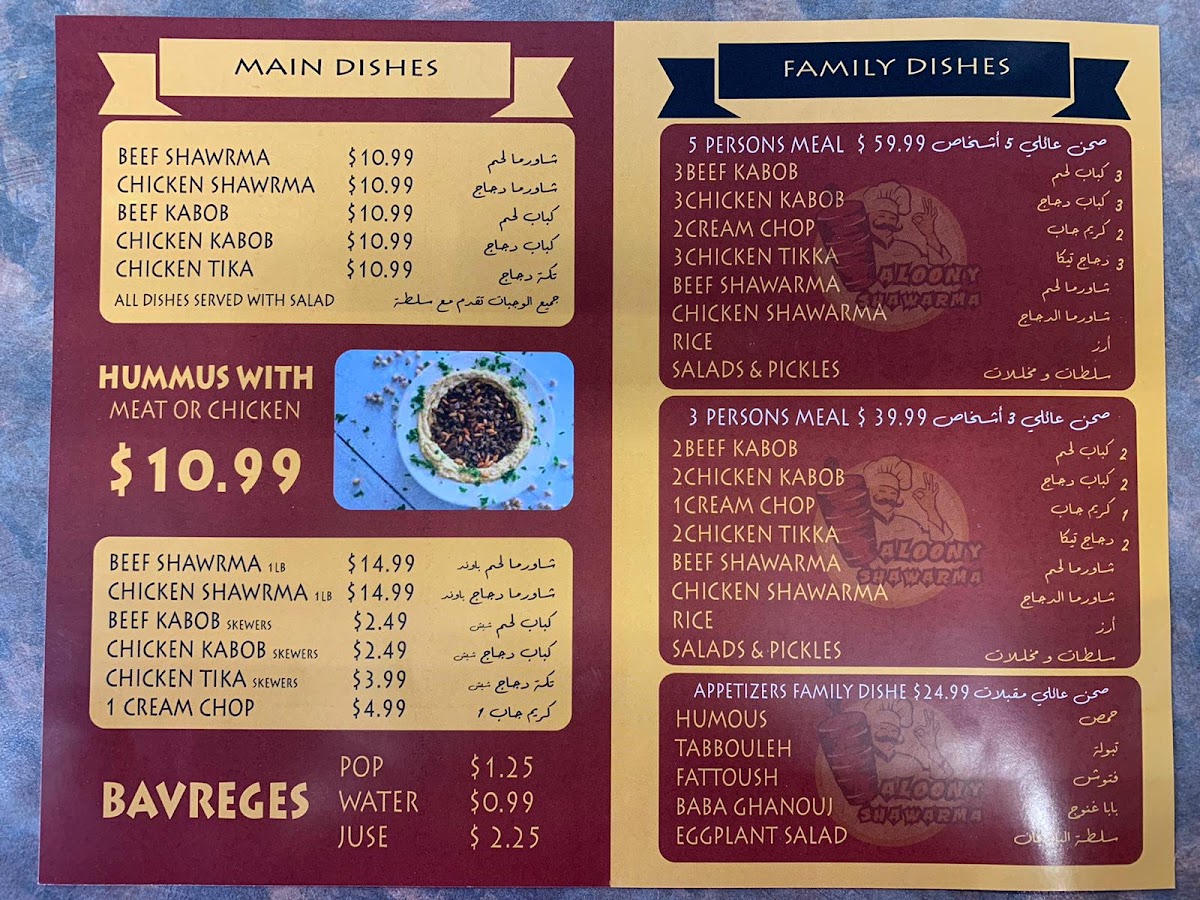 MAIN DISHES
BEEF SHAWRMA $10.99 شاورما لحم
CHICKEN SHAWRMA $10.99 شاورما دجاج
BEEF KABOB $10.99 كباب لحم
CHICKEN KABOB $10.99 كباب دجاج
CHICKEN TIKA $10.99 تكة دجاج
ALL DISHES SERVED WITH SALAD جميع الوجبات تقدم مع سلطة
HUMMUS WITH
MEAT OR CHICKEN
$10.99
BEEF SHAWRMA 1LB $14.99 شاورما لحم باوند
CHICKEN SHAWRMA 1LB $14.99 شاورما دجاج باوند
BEEF KABOB SKEWERS $2.49 كباب لحم شيش
CHICKEN KABOB SKEWERS $2.49 كباب دجاج شيش
CHICKEN TIKA SKEWERS $3.99 تكة دجاج شيش
1 CREAM CHOP $4.99 كريم جاب 1
BAVREGES
POP $1.25
WATER $0.99
JUSE $ 2.25
FAMILY DISHES
5 PERSONS MEAL $ 59.99 صحن عائلي 5 أشخاص
3BEEF KABOB 3 كباب لحم
3CHICKEN KABOB 3 كباب دجاج
2CREAM CHOP 2 كريم جاب
3CHICKEN TIKKA 3 دجاج تيكا
BEEF SHAWARMA شاورما لحم
CHICKEN SHAWARMA شاورما الدجاج
RICE أرز
SALADS & PICKLES سلطات و مخللات
ALOONY
SHAWARMA
3 PERSONS MEAL $ 39.99 صحن عائلي 3 أشخاص
2BEEF KABOB 2 كباب لحم
2CHICKEN KABOB 2 كباب دجاج
1CREAM CHOP 1 كريم جاب
2CHICKEN TIKKA 2 دجاج تيكا
BEEF SHAWARMA شاورما لحم
CHICKEN SHAWARMA شاورما الدجاج
RICE أرز
SALADS & PICKLES سلطات و مخللات
ALOONY
SHAWARMA
APPETIZERS FAMILY DISHE $24.99 صحن عائلي مقبلات
HUMOUS حمص
TABBOULEH تبولة
FATTOUSH فتوش
BABA GHANOUJ بابا غنوج
EGGPLANT SALAD سلطة الباذنجان
ALOONY
SHAWARMA